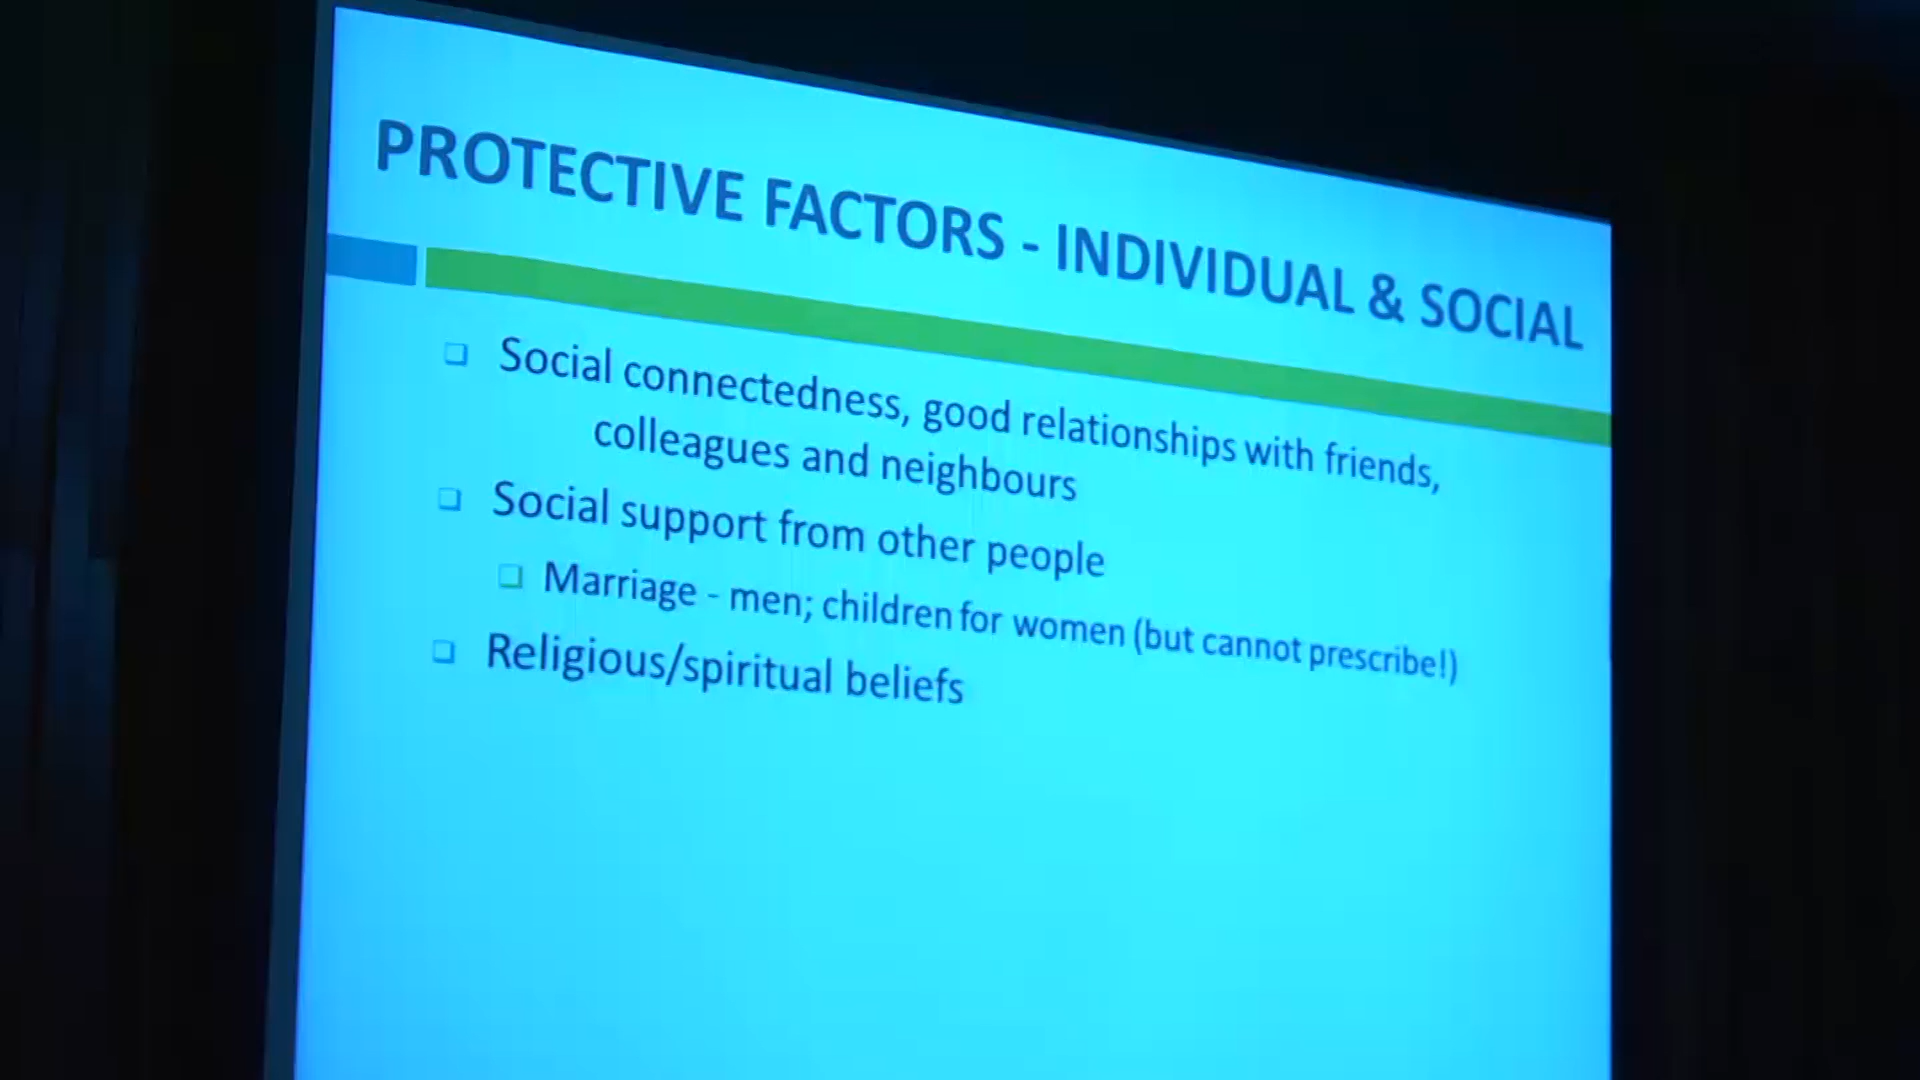 PROTECTIVE FACTORS - INDIVIDUAL & SOCIAL
Social connectedness, good relationships with friends,
colleagues and neighbours
Social support from other people
Marriage - men; children for women (but cannot prescribe!)
Religious/spiritual beliefs